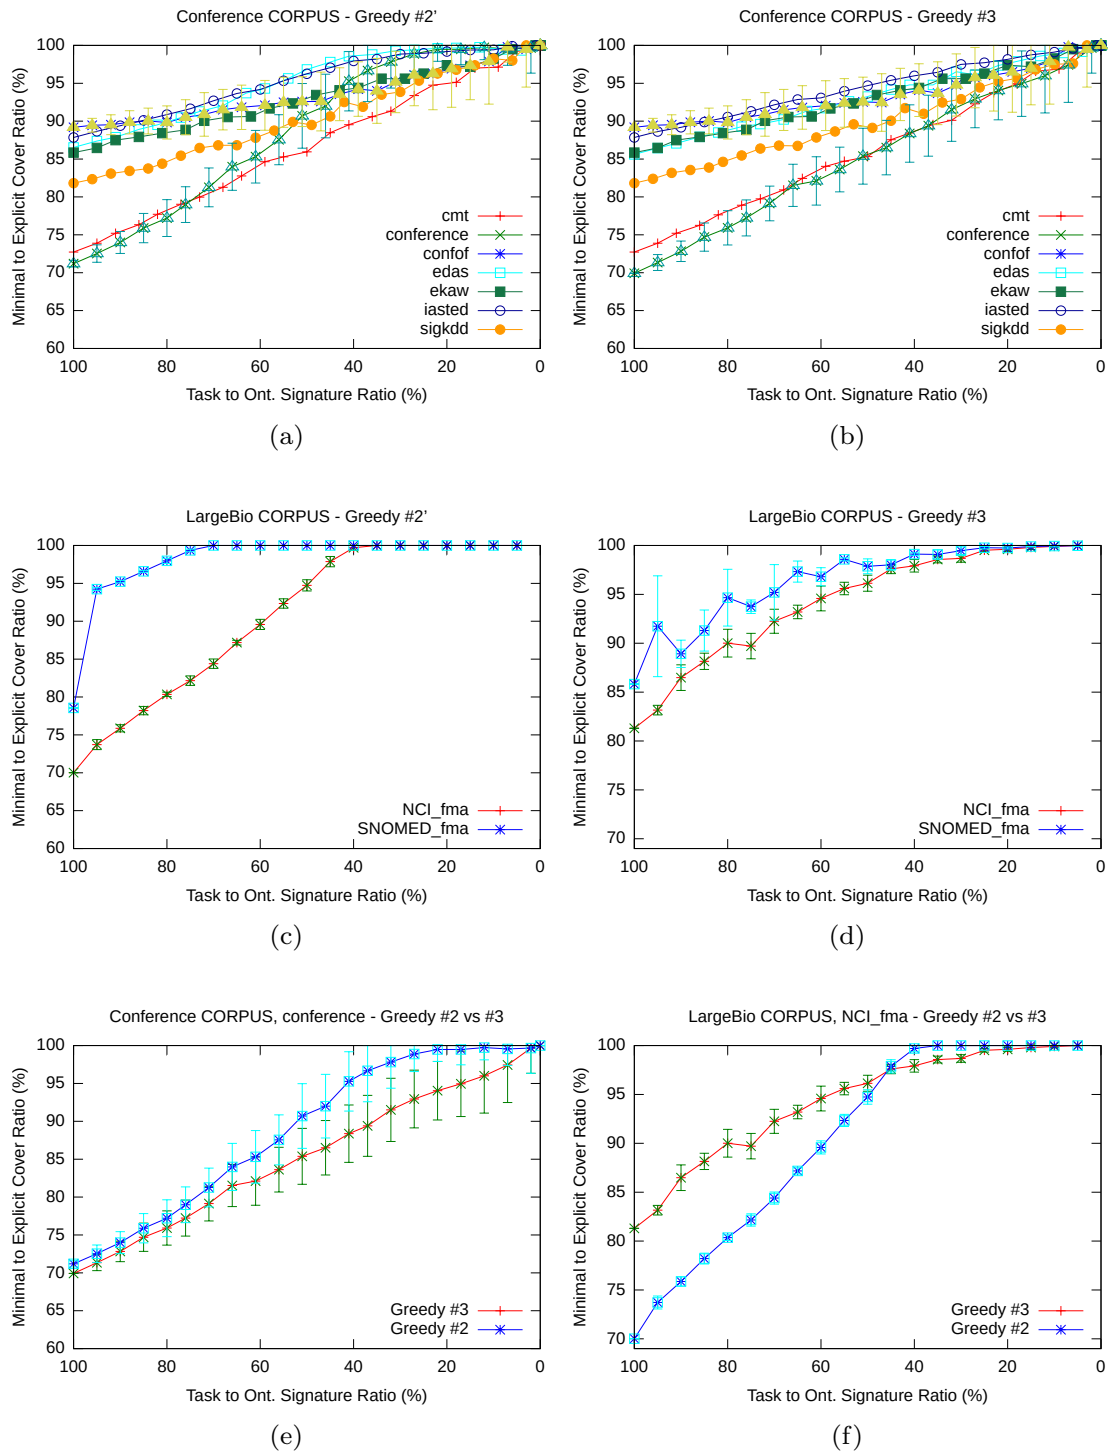 Conference CORPUS - Greedy #2’
Minimal to Explicit Cover Ratio (%)
100
95
90
85
80
75
70
65
60
cmt
conference
confof
edas
ekaw
iasted
sigkdd
100 80 60 40 20 0
Task to Ont. Signature Ratio (%)
(a)
Conference CORPUS - Greedy #3
Minimal to Explicit Cover Ratio (%)
100
95
90
85
80
75
70
65
60
cmt
conference
confof
edas
ekaw
iasted
sigkdd
100 80 60 40 20 0
Task to Ont. Signature Ratio (%)
(b)
LargeBio CORPUS - Greedy #2’
Minimal to Explicit Cover Ratio (%)
100
95
90
85
80
75
70
65
60
NCI_fma
SNOMED_fma
100 80 60 40 20 0
Task to Ont. Signature Ratio (%)
(c)
LargeBio CORPUS - Greedy #3
Minimal to Explicit Cover Ratio (%)
100
95
90
85
80
75
70
NCI_fma
SNOMED_fma
100 80 60 40 20 0
Task to Ont. Signature Ratio (%)
(d)
Conference CORPUS, conference - Greedy #2 vs #3
Minimal to Explicit Cover Ratio (%)
100
95
90
85
80
75
70
65
60
Greedy #3
Greedy #2
100 80 60 40 20 0
Task to Ont. Signature Ratio (%)
(e)
LargeBio CORPUS, NCI_fma - Greedy #2 vs #3
Minimal to Explicit Cover Ratio (%)
100
95
90
85
80
75
70
Greedy #3
Greedy #2
100 80 60 40 20 0
Task to Ont. Signature Ratio (%)
(f)